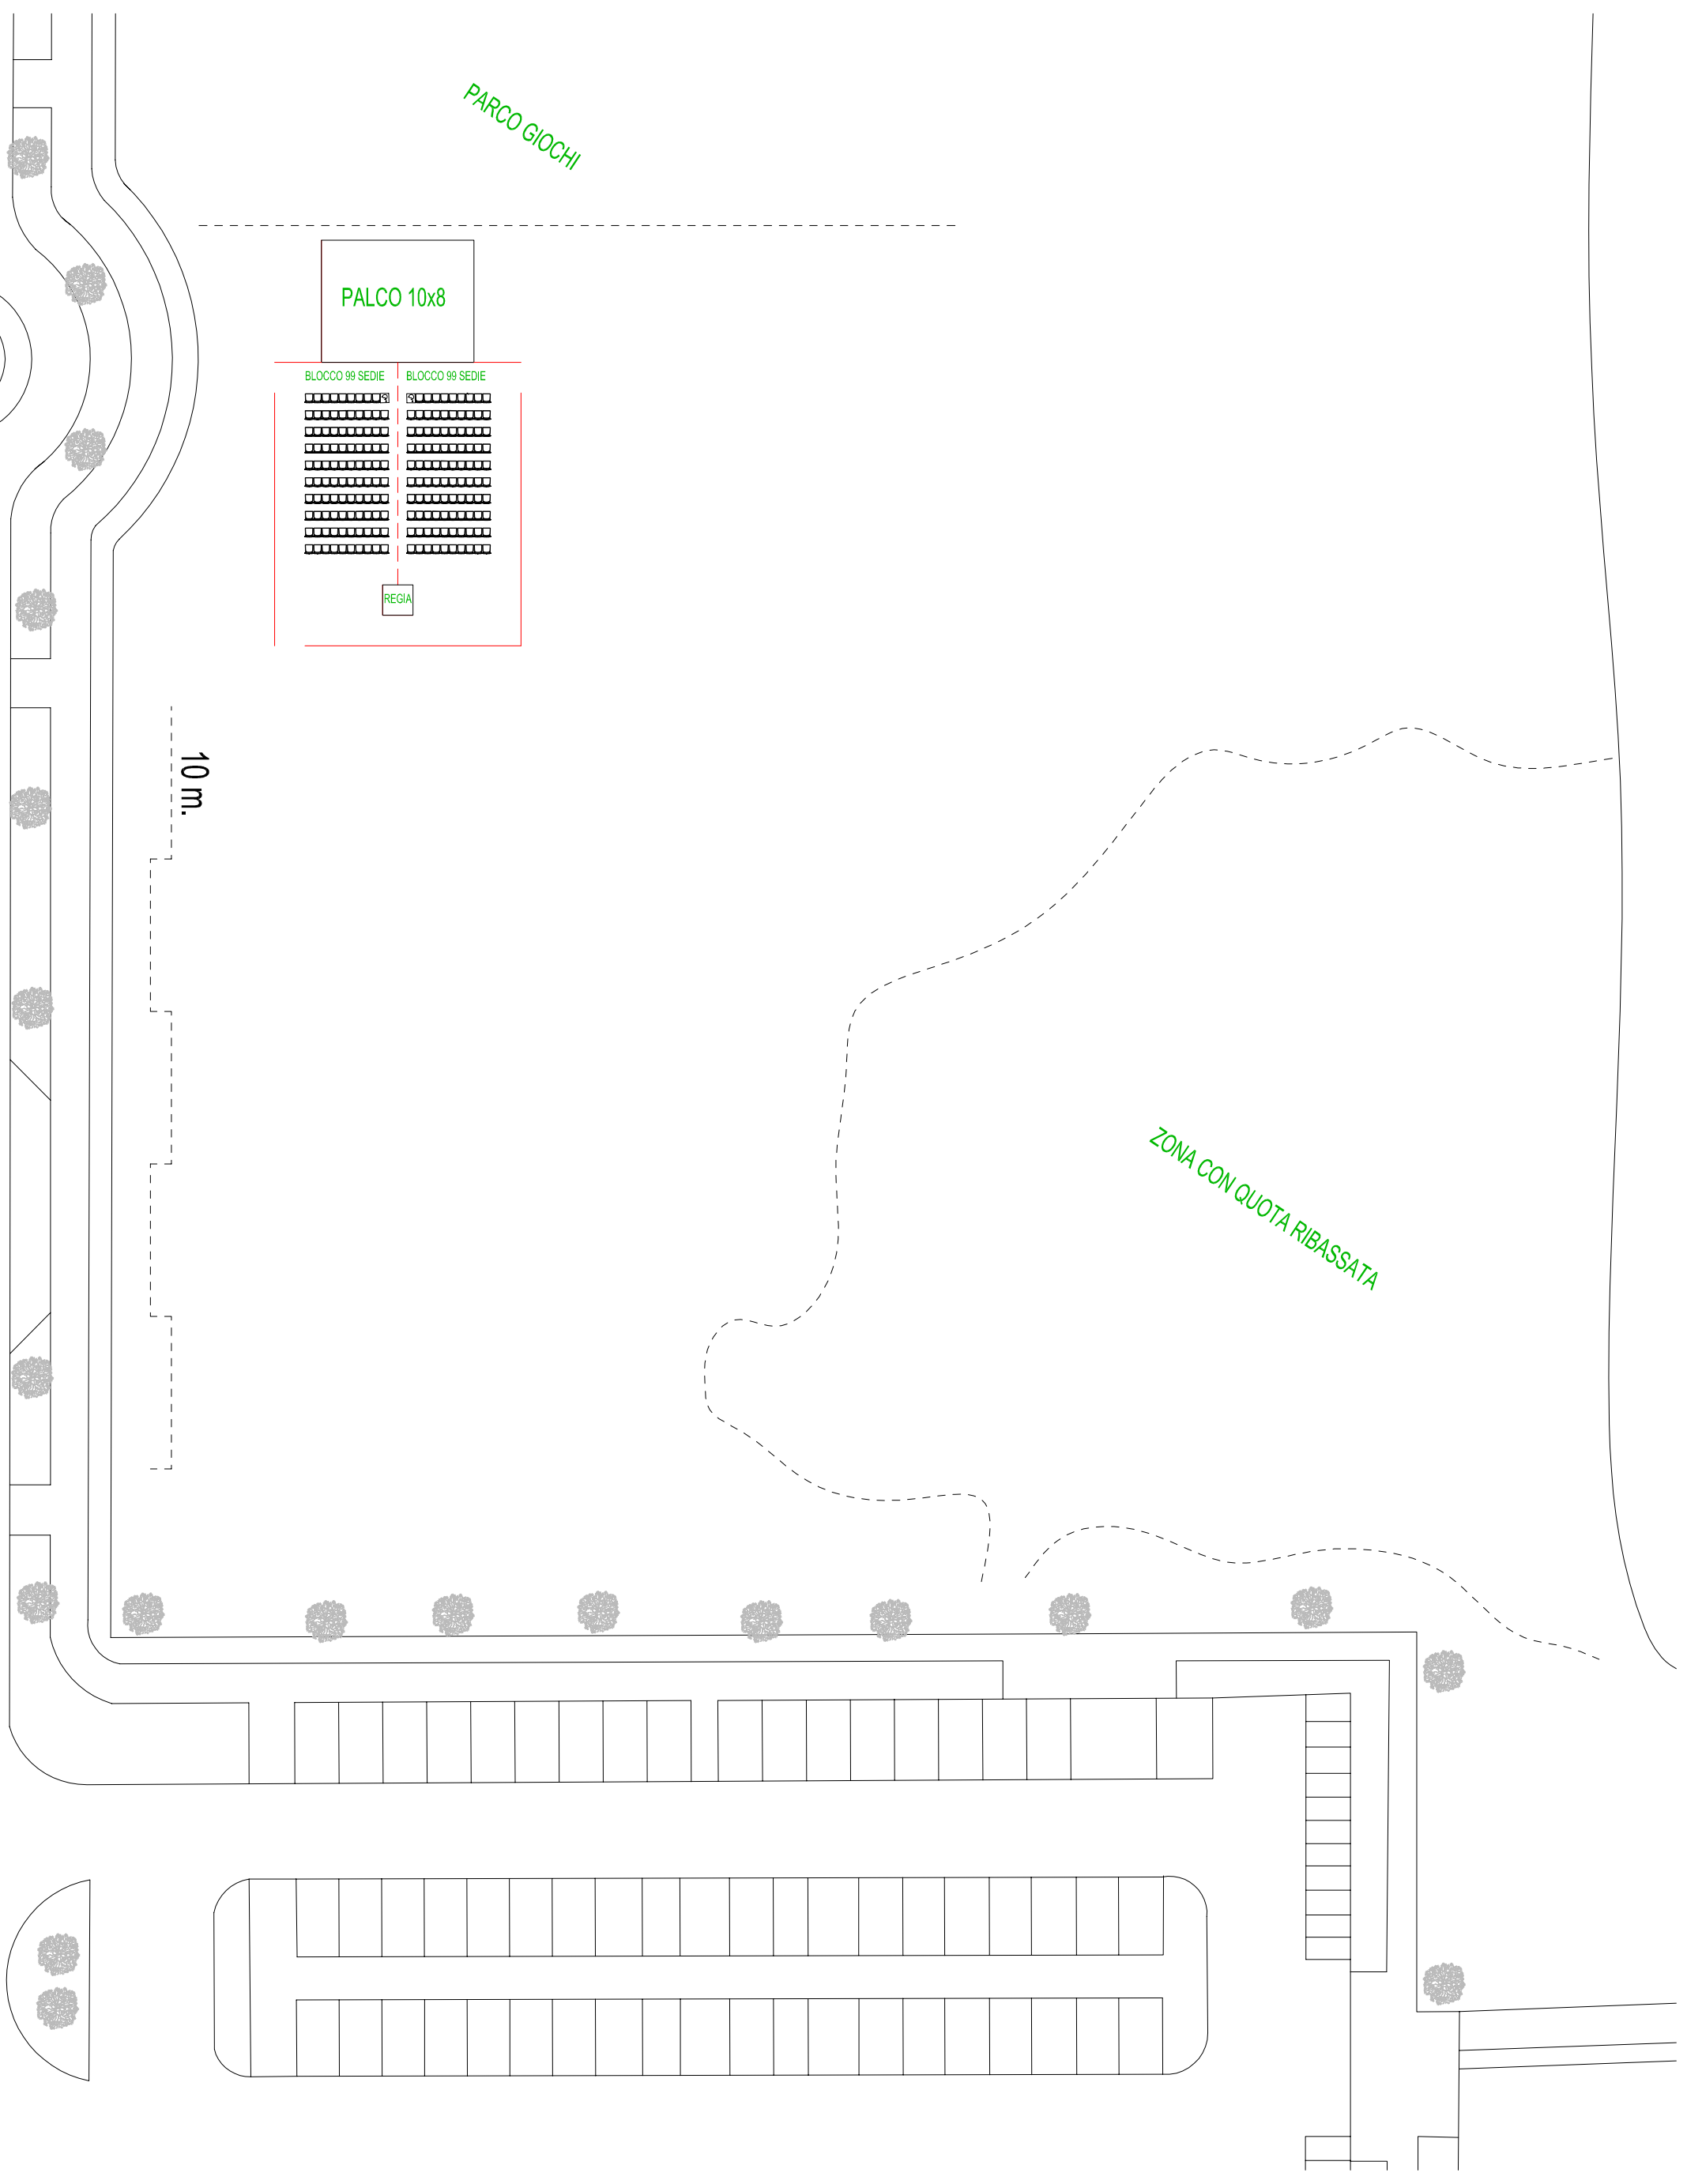 PARCO GIOCHI
PALCO 10x8
BLOCCO 99 SEDIE
BLOCCO 99 SEDIE
REGIA
10 m.
ZONA CON QUOTA RIBASSATA